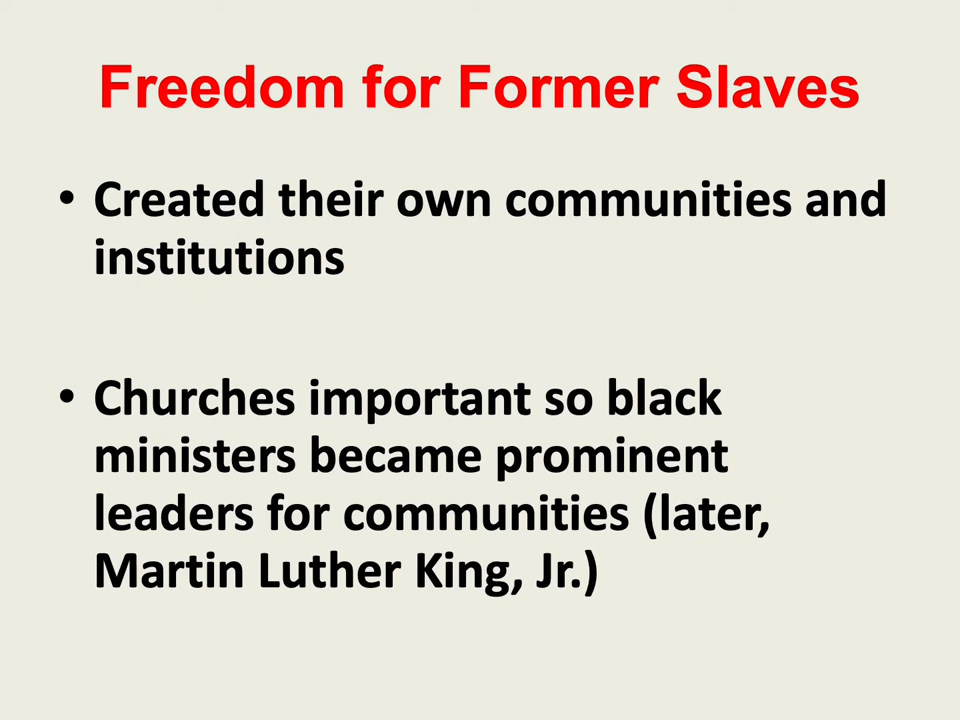 Freedom for Former Slaves
• Created their own communities and
institutions
• Churches important so black
ministers became prominent
leaders for communities (later,
Martin Luther King, Jr.)